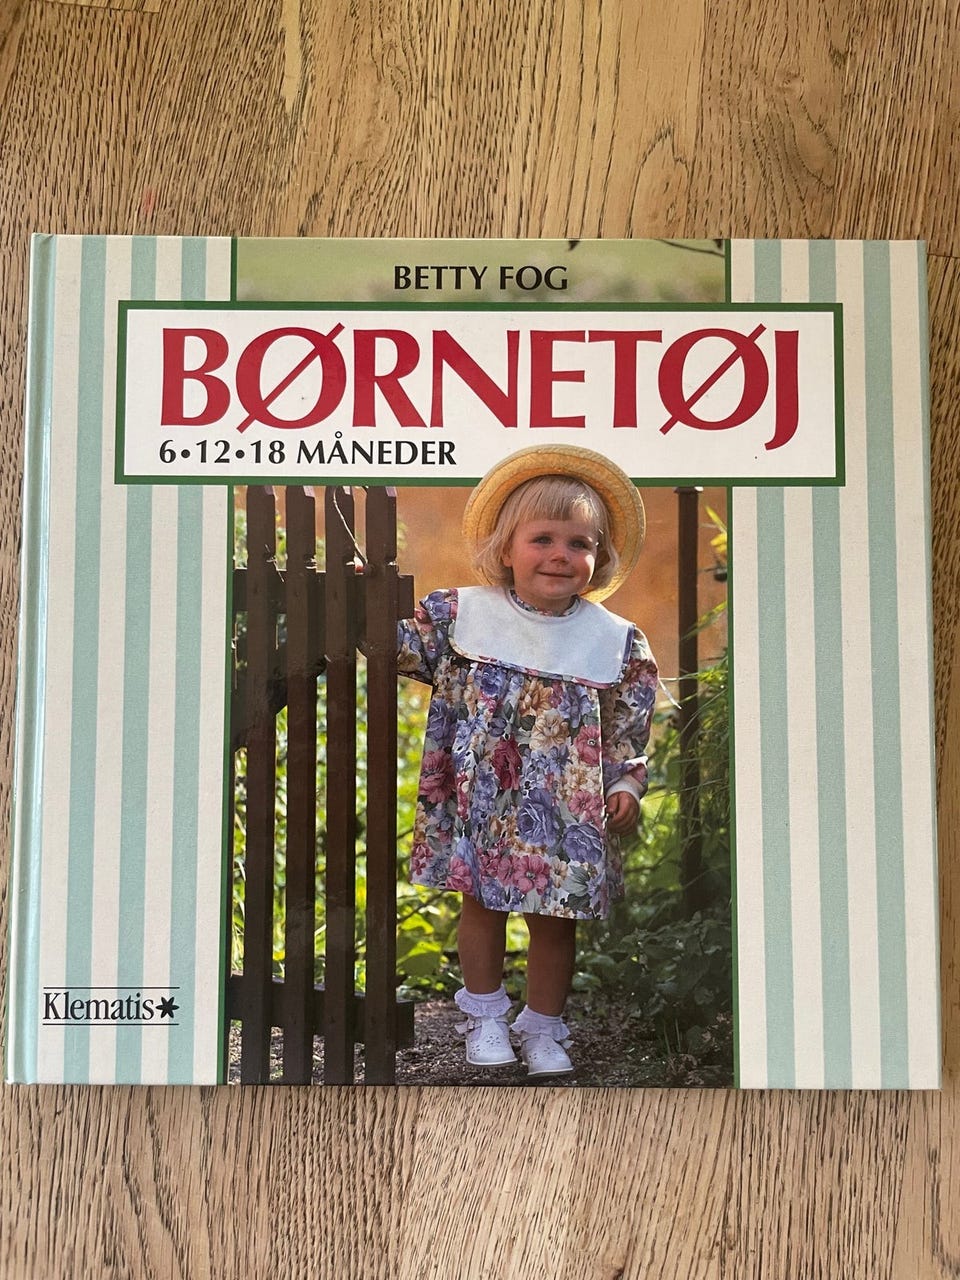 BETTY FOG
BØRNETØJ
6•12•18 MÅNEDER
Klematis*